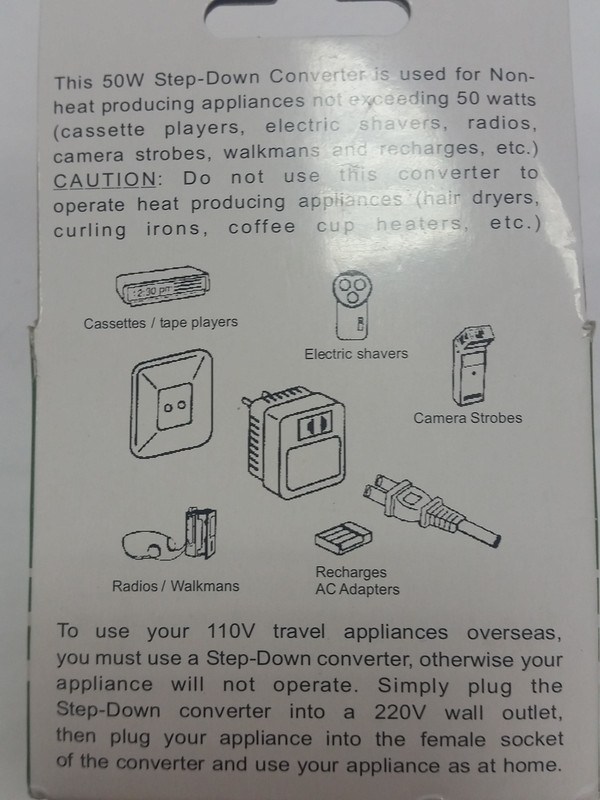 This 50W Step-Down Converter is used for Non-
heat producing appliances not exceeding 50 watts
(cassette players, electric shavers, radios,
camera strobes, walkmans and recharges, etc.)
CAUTION: Do not use this converter to
operate heat producing appliances (hair dryers,
curling irons, coffee cup heaters, etc.)
2:30 pm
Cassettes / tape players
Electric shavers
Camera Strobes
Radios / Walkmans
Recharges
AC Adapters
To use your 110V travel appliances overseas,
you must use a Step-Down converter, otherwise your
appliance will not operate. Simply plug the
Step-Down converter into a 220V wall outlet,
then plug your appliance into the female socket
of the converter and use your appliance as at home.